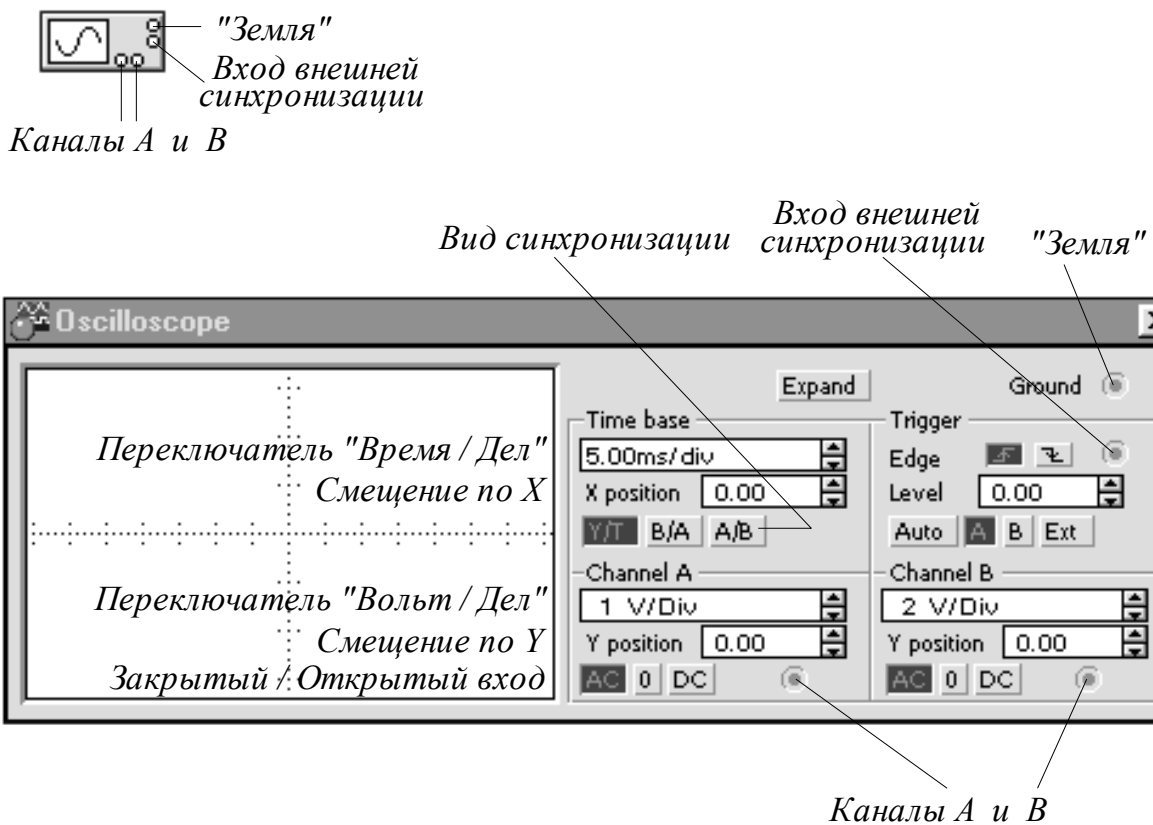 "Земля"
Вход внешней
синхронизации
Каналы А и В
Вид синхронизации
Вход внешней
синхронизации
"Земля"
Oscilloscope
Expand
Ground
Time base
Trigger
Переключатель "Время / Дел"
5.00ms/div
Edge
Смещение по X
X position 0.00
Level 0.00
Y/T B/A A/B
Auto A B Ext
Channel A
Channel B
Переключатель "Вольт / Дел"
1 V/Div
2 V/Div
Смещение по Y
Y position 0.00
Y position 0.00
Закрытый / Открытый вход
AC 0 DC
AC 0 DC
Каналы А и В